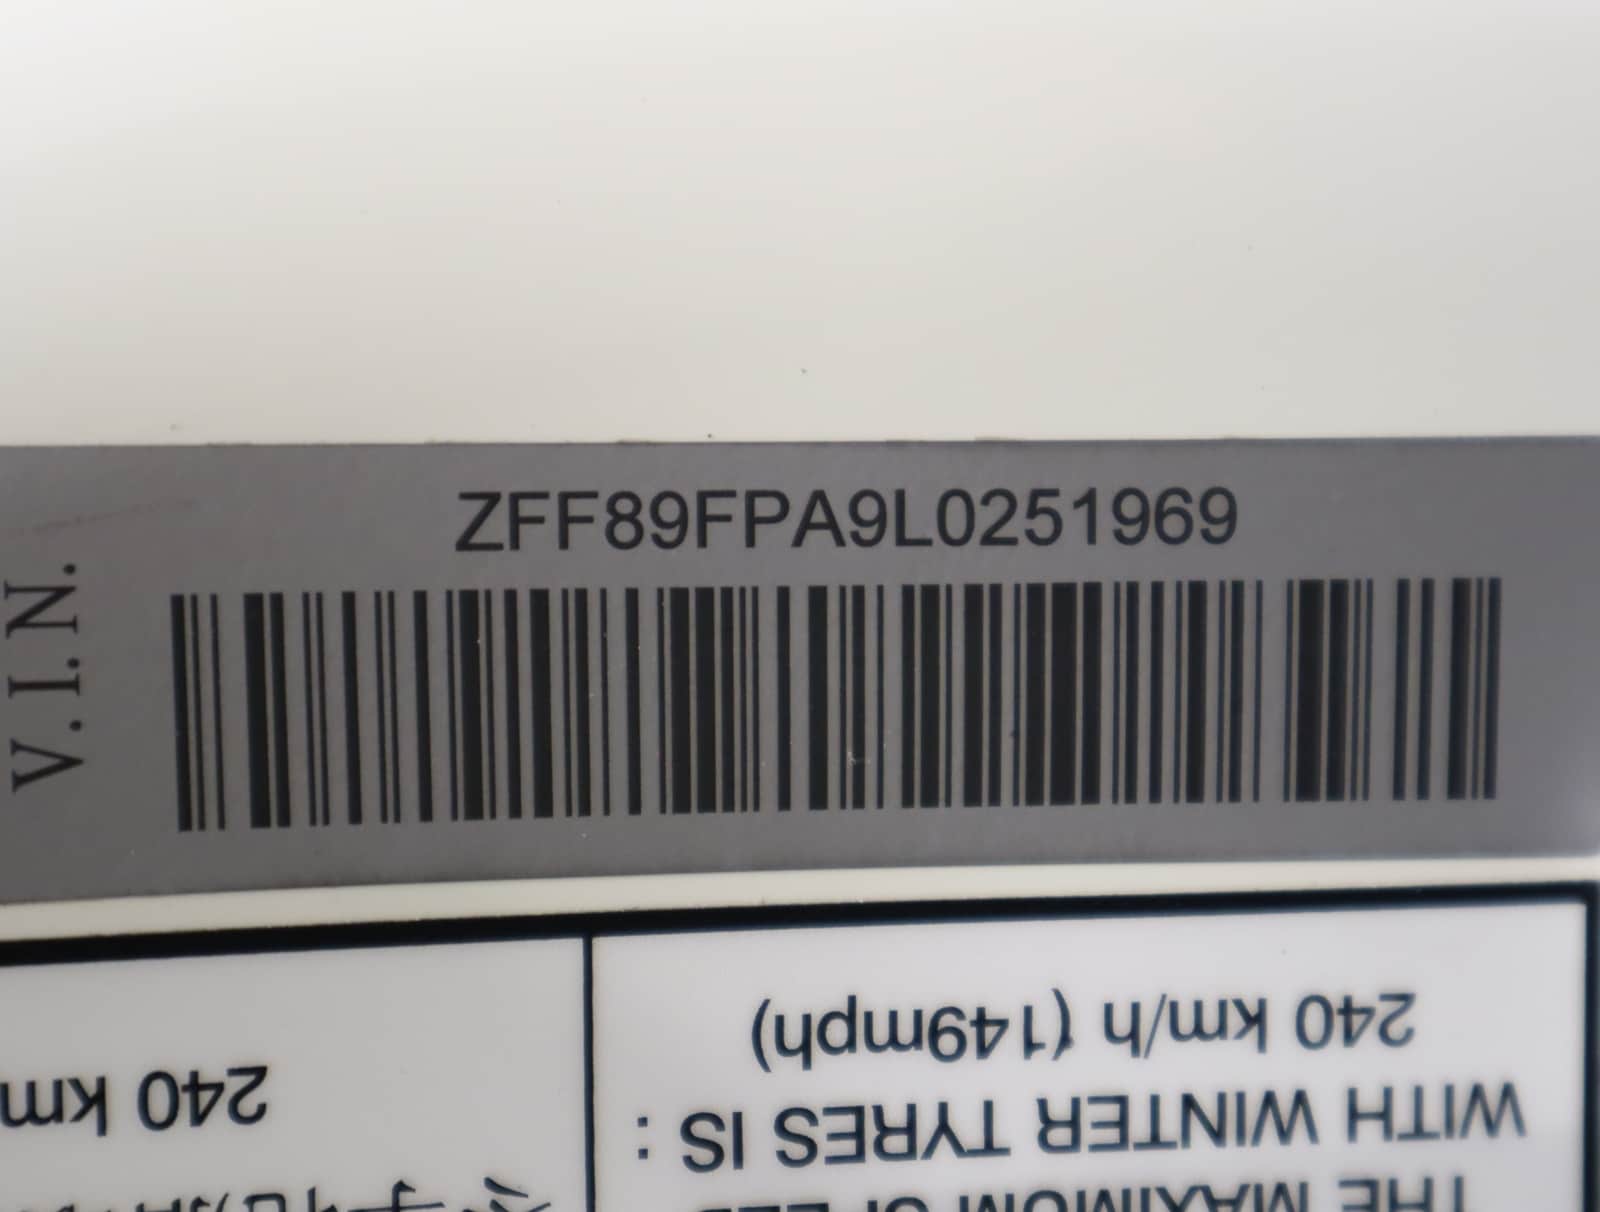 V.I.N.
ZFF89FPA9L0251969
THE MAXIMUM SPEED
WITH WINTER TYRES IS :
240 km/h (149mph)
240 km